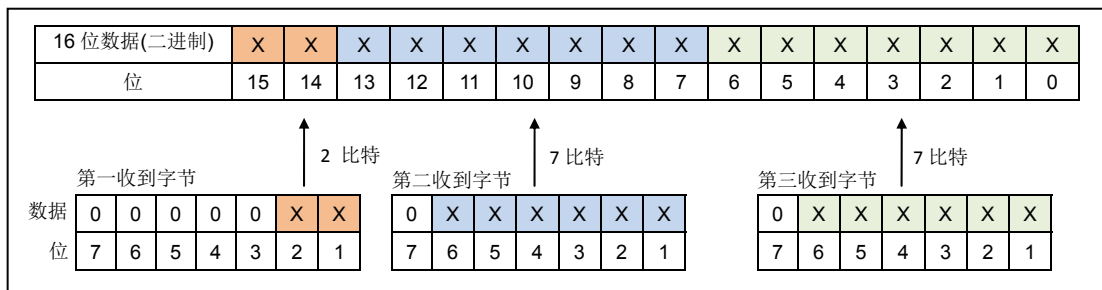 16 位数据(二进制) X X X X X X X X X X X X X X X X
位 15 14 13 12 11 10 9 8 7 6 5 4 3 2 1 0
2 比特 7 比特 7 比特
第一收到字节 第二收到字节 第三收到字节
数据 0 0 0 0 0 X X 0 X X X X X X 0 X X X X X X
位 7 6 5 4 3 2 1 7 6 5 4 3 2 1 7 6 5 4 3 2 1